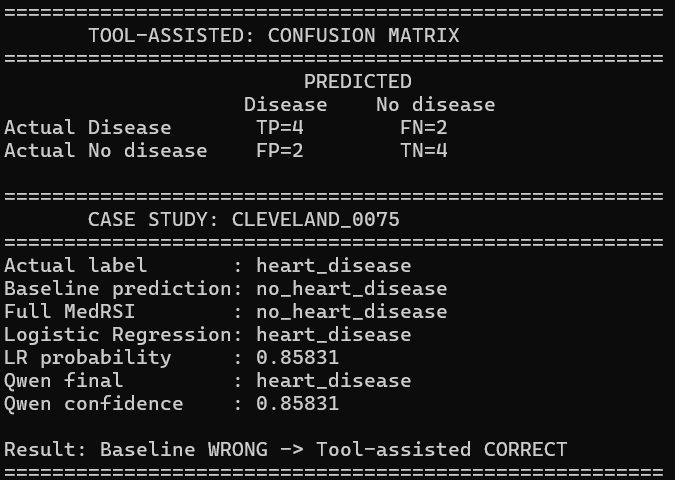 =======================================================
       TOOL-ASSISTED: CONFUSION MATRIX
=======================================================
                         PREDICTED
                    Disease    No disease
Actual Disease       TP=4        FN=2
Actual No disease    FP=2        TN=4

=======================================================
       CASE STUDY: CLEVELAND_0075
=======================================================
Actual label       : heart_disease
Baseline prediction: no_heart_disease
Full MedRSI        : no_heart_disease
Logistic Regression: heart_disease
LR probability     : 0.85831
Qwen final         : heart_disease
Qwen confidence    : 0.85831

Result: Baseline WRONG -> Tool-assisted CORRECT
=======================================================